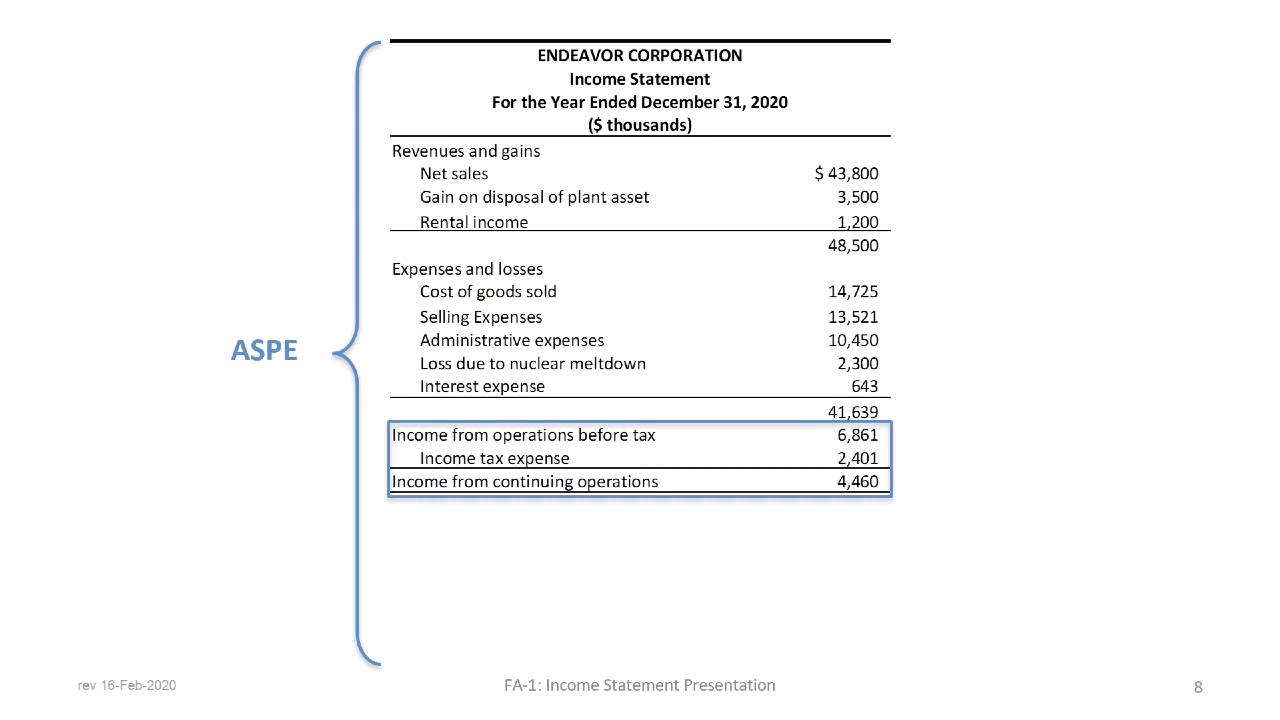 ENDEAVOR CORPORATION
Income Statement
For the Year Ended December 31, 2020
($ thousands)
Revenues and gains
Net sales $ 43,800
Gain on disposal of plant asset 3,500
Rental income 1,200
48,500
Expenses and losses
Cost of goods sold 14,725
Selling Expenses 13,521
Administrative expenses 10,450
Loss due to nuclear meltdown 2,300
Interest expense 643
41,639
Income from operations before tax 6,861
Income tax expense 2,401
Income from continuing operations 4,460
ASPE
rev 16-Feb-2020
FA-1: Income Statement Presentation
8